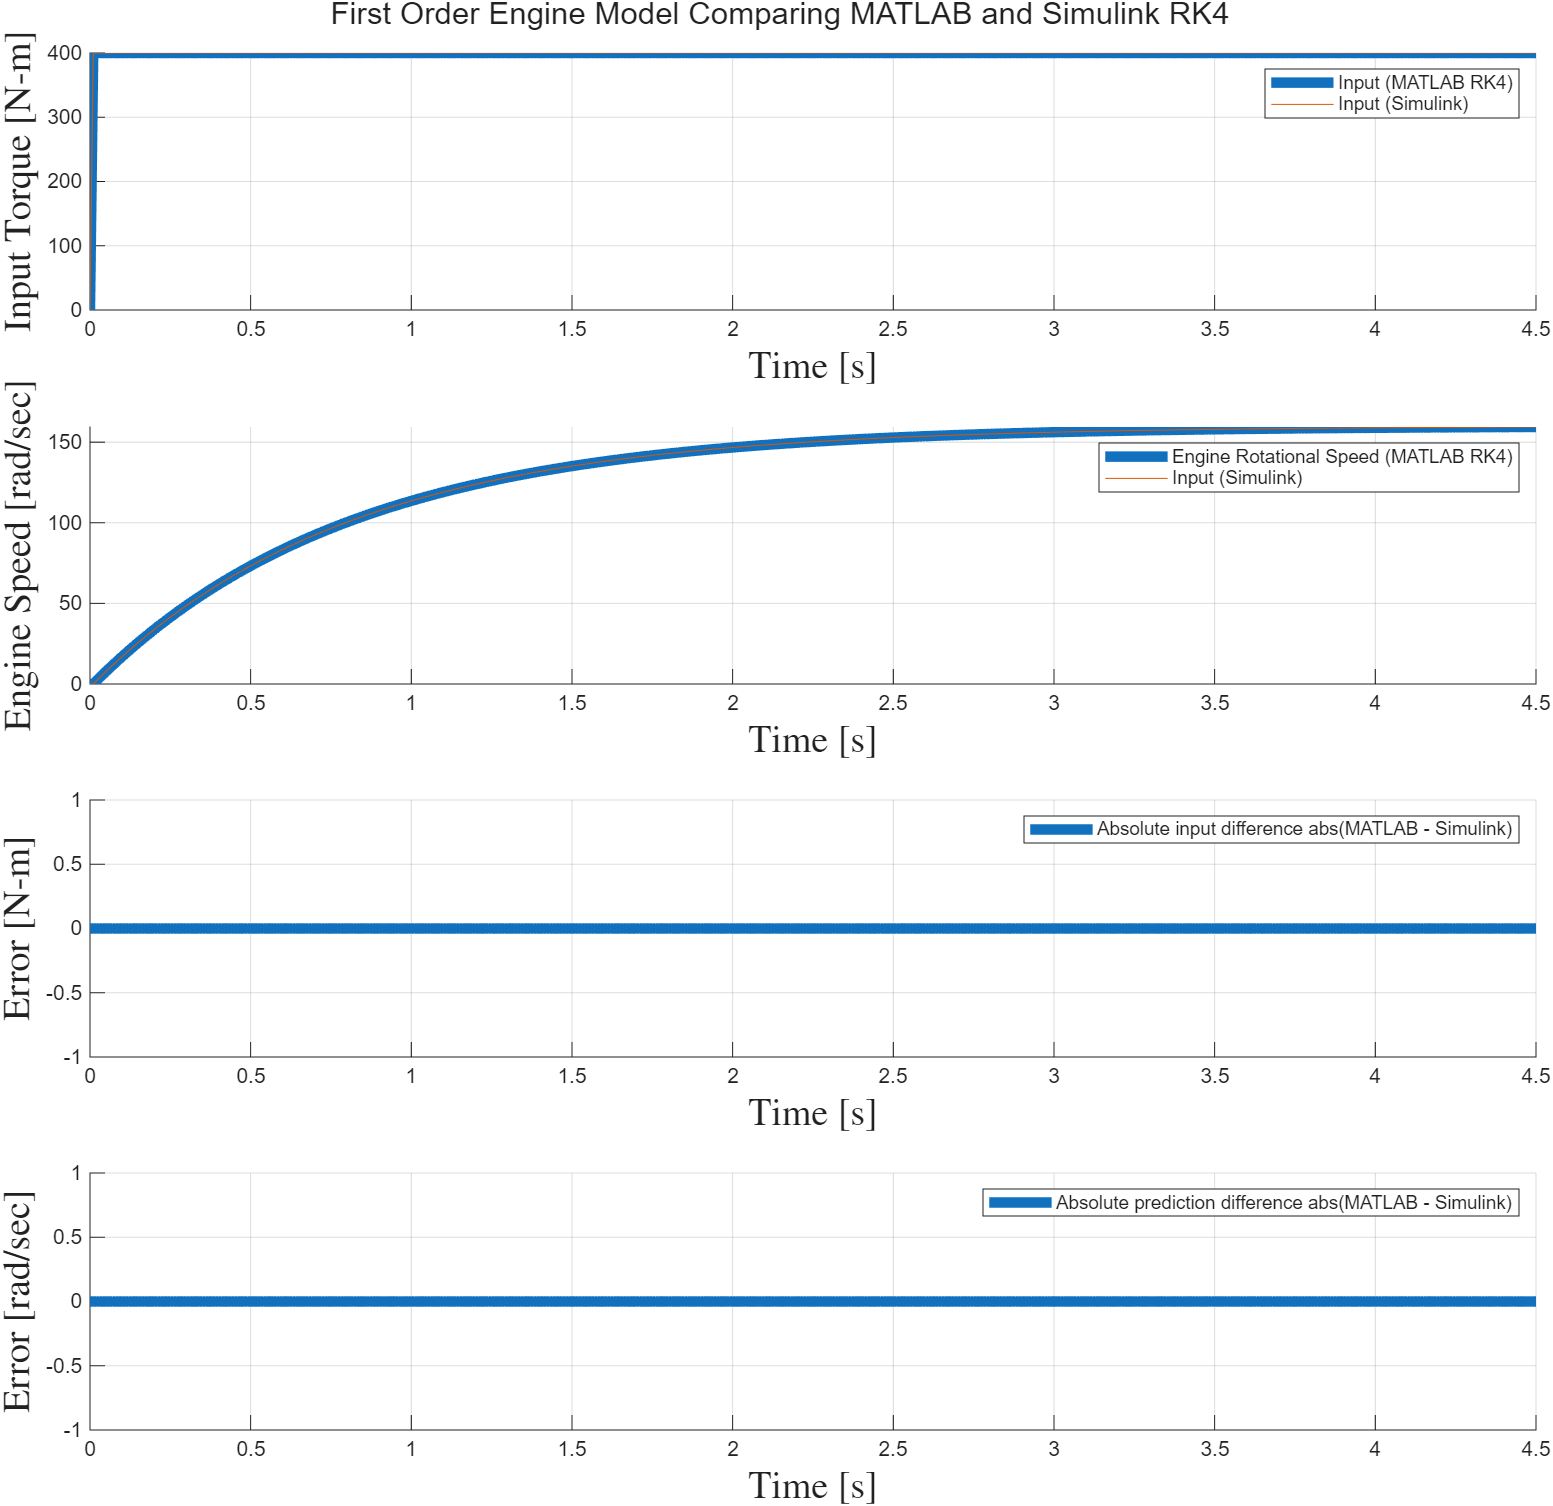 First Order Engine Model Comparing MATLAB and Simulink RK4
Input Torque [N-m]
400
300
200
100
0
Input (MATLAB RK4)
Input (Simulink)
0 0.5 1 1.5 2 2.5 3 3.5 4 4.5
Time [s]
Engine Speed [rad/sec]
150
100
50
0
Engine Rotational Speed (MATLAB RK4)
Input (Simulink)
0 0.5 1 1.5 2 2.5 3 3.5 4 4.5
Time [s]
Error [N-m]
1
0.5
0
-0.5
-1
Absolute input difference abs(MATLAB - Simulink)
0 0.5 1 1.5 2 2.5 3 3.5 4 4.5
Time [s]
Error [rad/sec]
1
0.5
0
-0.5
-1
Absolute prediction difference abs(MATLAB - Simulink)
0 0.5 1 1.5 2 2.5 3 3.5 4 4.5
Time [s]